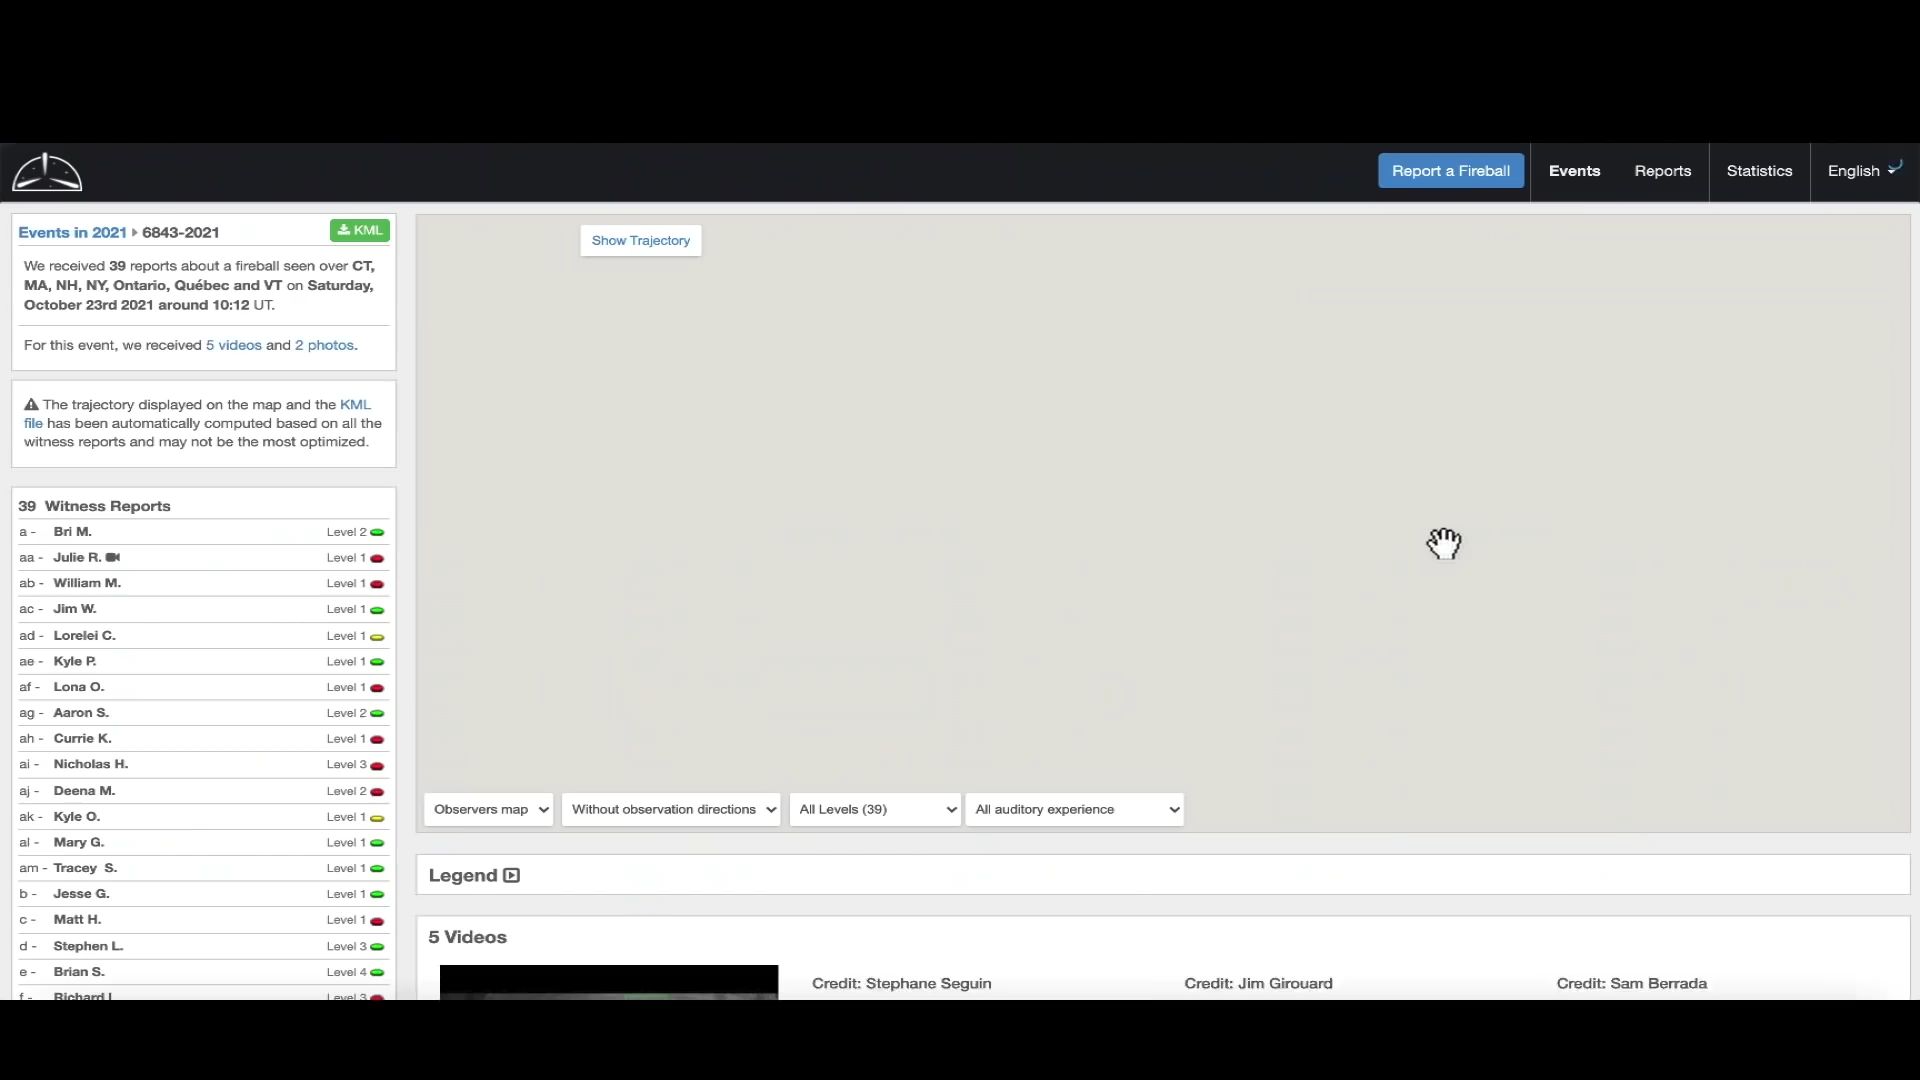 Report a Fireball
Events
Reports
Statistics
English
Events in 2021 ▸ 6843-2021
KML
We received 39 reports about a fireball seen over CT,
MA, NH, NY, Ontario, Québec and VT on Saturday,
October 23rd 2021 around 10:12 UT.
For this event, we received 5 videos and 2 photos.
The trajectory displayed on the map and the KML
file has been automatically computed based on all the
witness reports and may not be the most optimized.
39 Witness Reports
a - Bri M. Level 2
aa - Julie R. Level 1
ab - William M. Level 1
ac - Jim W. Level 1
ad - Lorelei C. Level 1
ae - Kyle P. Level 1
af - Lona O. Level 1
ag - Aaron S. Level 2
ah - Currie K. Level 1
ai - Nicholas H. Level 3
aj - Deena M. Level 2
ak - Kyle O. Level 1
al - Mary G. Level 1
am - Tracey S. Level 1
b - Jesse G. Level 1
c - Matt H. Level 1
d - Stephen L. Level 3
e - Brian S. Level 4
f - Richard Level 3
Show Trajectory
Observers map
Without observation directions
All Levels (39)
All auditory experience
Legend
5 Videos
Credit: Stephane Seguin
Credit: Jim Girouard
Credit: Sam Berrada